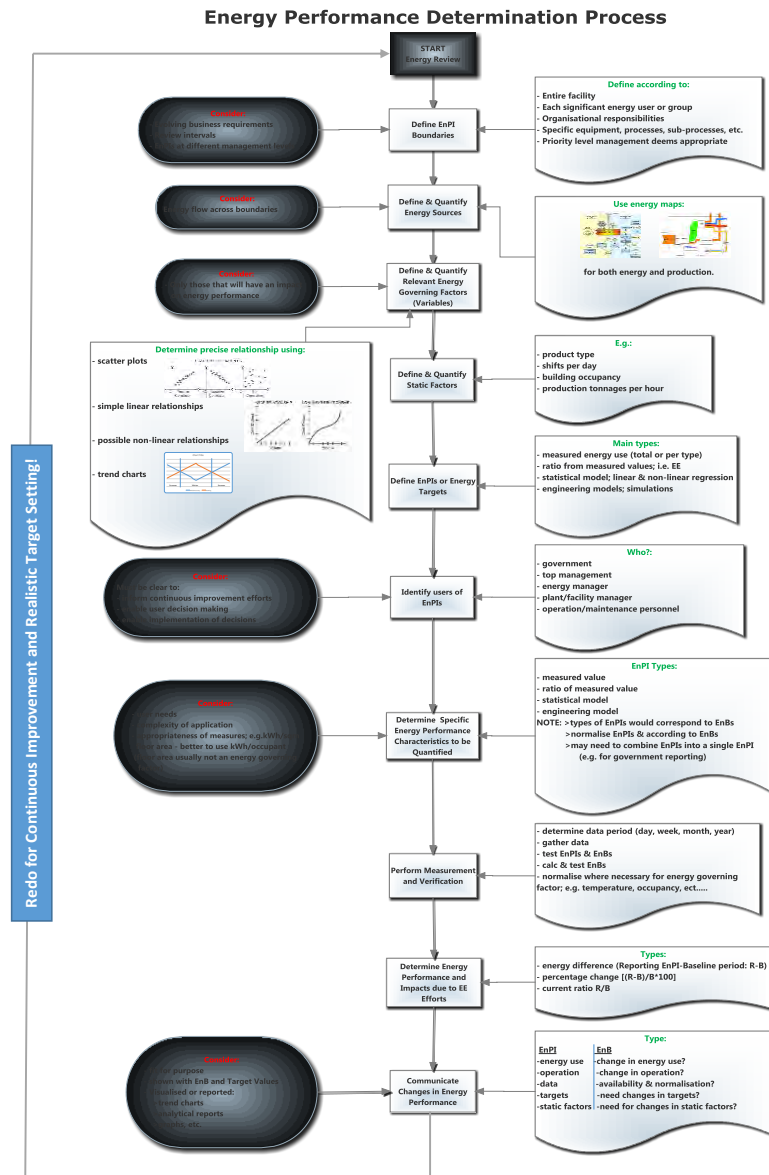 Energy Performance Determination Process
START
Energy Review
Define according to:
- Entire facility
- Each significant energy user or group
- Organisational responsibilities
- Specific equipment, processes, sub-processes, etc.
- Priority level management deems appropriate
Consider:
business requirements
intervals
at different management
Define EnPI
Boundaries
Consider:
flow across boundaries
Define & Quantify
Energy Sources
Use energy maps:
for both energy and production.
Consider:
those that will have an
energy performance
Define & Quantify
Relevant Energy
Governing Factors
(Variables)
Determine precise relationship using:
- scatter plots
- simple linear relationships
- possible non-linear relationships
- trend charts
Define & Quantify
Static Factors
E.g.:
- product type
- shifts per day
- building occupancy
- production tonnages per hour
Define EnPIs or Energy
Targets
Main types:
- measured energy use (total or per type)
- ratio from measured values; i.e. EE
- statistical model; linear & non-linear regression
- engineering models; simulations
Consider:
clear to:
continuous improvement efforts
user decision making
implementation of decisions
Identify users of
EnPIs
Who?:
- government
- top management
- energy manager
- plant/facility manager
- operation/maintenance personnel
Consider:
needs
of application
of measures; e.g.kWh/
area - better to use kWh/occupant
area usually not an energy
Determine Specific
Energy Performance
Characteristics to be
Quantified
EnPI Types:
- measured value
- ratio of measured value
- statistical model
- engineering model
NOTE: >types of EnPIs would correspond to EnBs
>normalise EnPIs & according to EnBs
>may need to combine EnPIs into a single EnPI
(e.g. for government reporting)
Perform Measurement
and Verification
- determine data period (day, week, month, year)
- gather data
- test EnPIs & EnBs
- calc & test EnBs
- normalise where necessary for energy governing
factor; e.g. temperature, occupancy, ect.....
Determine Energy
Performance and
Impacts due to EE
Efforts
Types:
- energy difference (Reporting EnPI-Baseline period: R-B)
- percentage change [(R-B)/B*100]
- current ratio R/B
Consider:
purpose
with EnB and Target Values
or reported:
trend charts
reports
etc.
Communicate
Changes in Energy
Performance
Type:
EnPI EnB
-energy use -change in energy use?
-operation -change in operation?
-data -availability & normalisation?
-targets -need changes in targets?
-static factors -need for changes in static factors?
Redo for Continuous Improvement and Realistic Target Setting!